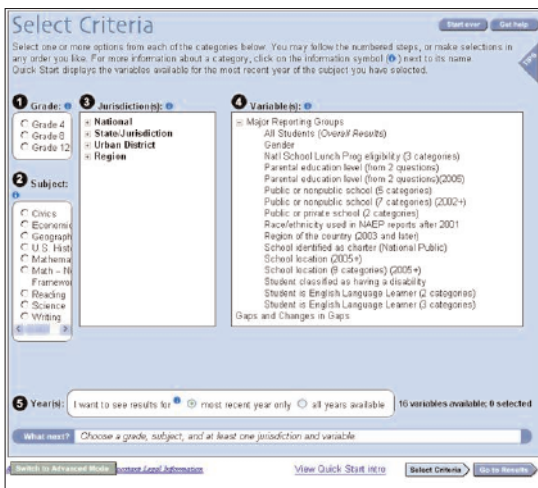 Select Criteria
Start over
Get help
Select one or more options from each of the categories below. You may follow the numbered steps, or make selections in
any order you like. For more information about a category, click on the information symbol (i) next to its name.
Quick Start displays the variables available for the most recent year of the subject you have selected.
1 Grade:
Grade 4
Grade 8
Grade 12
2 Subject:
Civics
Economic
Geograph
U.S. Hist
Mathema
Math – N
Framewor
Reading
Science
Writing
3 Jurisdiction(s):
National
State/Jurisdiction
Urban District
Region
4 Variable(s):
Major Reporting Groups
All Students (Overall Results)
Gender
Natl School Lunch Prog eligibility (3 categories)
Parental education level (from 2 questions)
Parental education level (from 2 questions)(2006)
Public or nonpublic school (5 categories)
Public or nonpublic school (7 categories) (2002+)
Public or private school (2 categories)
Race/ethnicity used in NAEP reports after 2001
Region of the country (2003 and later)
School identified as charter (National Public)
School location (2005+)
School location (9 categories) (2005+)
Student classified as having a disability
Student is English Language Learner (2 categories)
Student is English Language Learner (3 categories)
Gaps and Changes in Gaps
5 Year(s): I want to see results for most recent year only all years available
16 variables available; 0 selected
What next? Choose a grade, subject, and at least one jurisdiction and variable
Switch to Advanced Mode
Legal Information
View Quick Start intro
Select Criteria
Go to Results